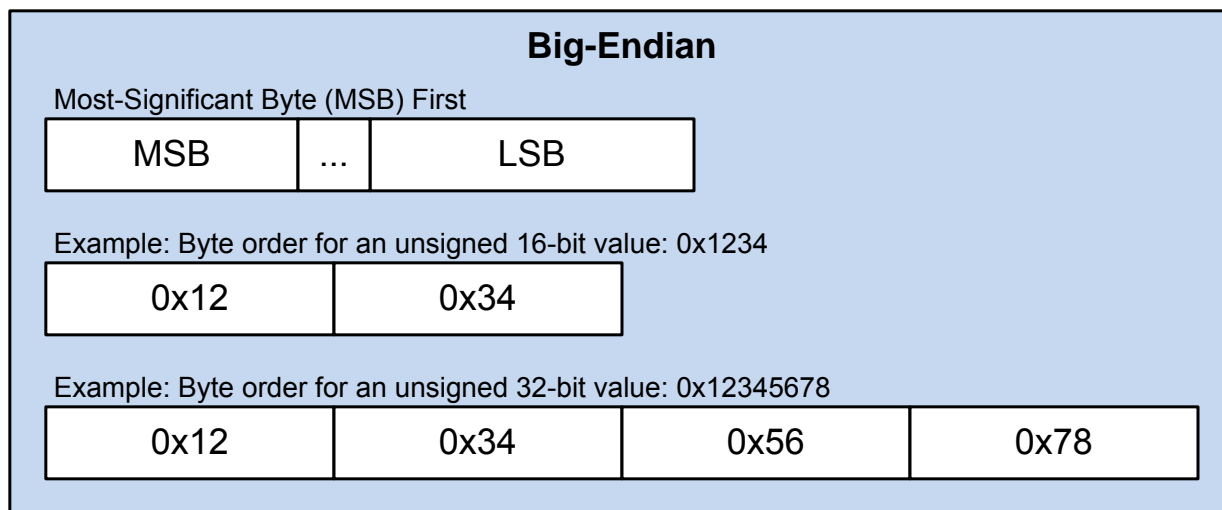 Big-Endian
Most-Significant Byte (MSB) First
MSB ... LSB
Example: Byte order for an unsigned 16-bit value: 0x1234
0x12 0x34
Example: Byte order for an unsigned 32-bit value: 0x12345678
0x12 0x34 0x56 0x78